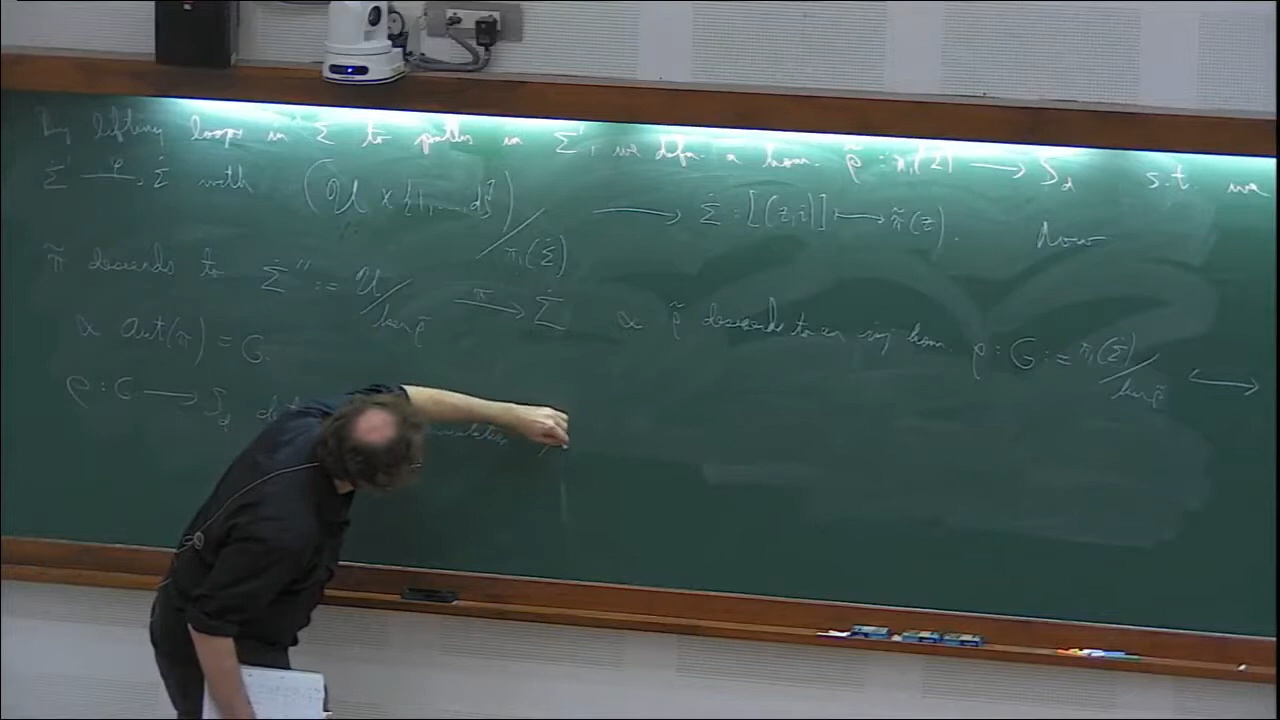 By lifting loops in Σ̇ to paths in Σ̇', we define a hom. ρ̃ : π₁(Σ̇) ⟶ S_d s.t. we
Σ̇' —φ→ Σ̇ with (𝒰 × {1,...,d}) / π₁(Σ̇) ⟶ Σ̇ : [(z,i)] ⟼ π̃(z). Now
π̃ descends to Σ̇'' := 𝒰 / ker ρ̃ —π→ Σ̇ & ρ̃ descends to an inj. hom. ρ : G := π₁(Σ̇) / ker ρ̃ ↪
& Aut(π) = G.
ρ : G ⟶ S_d